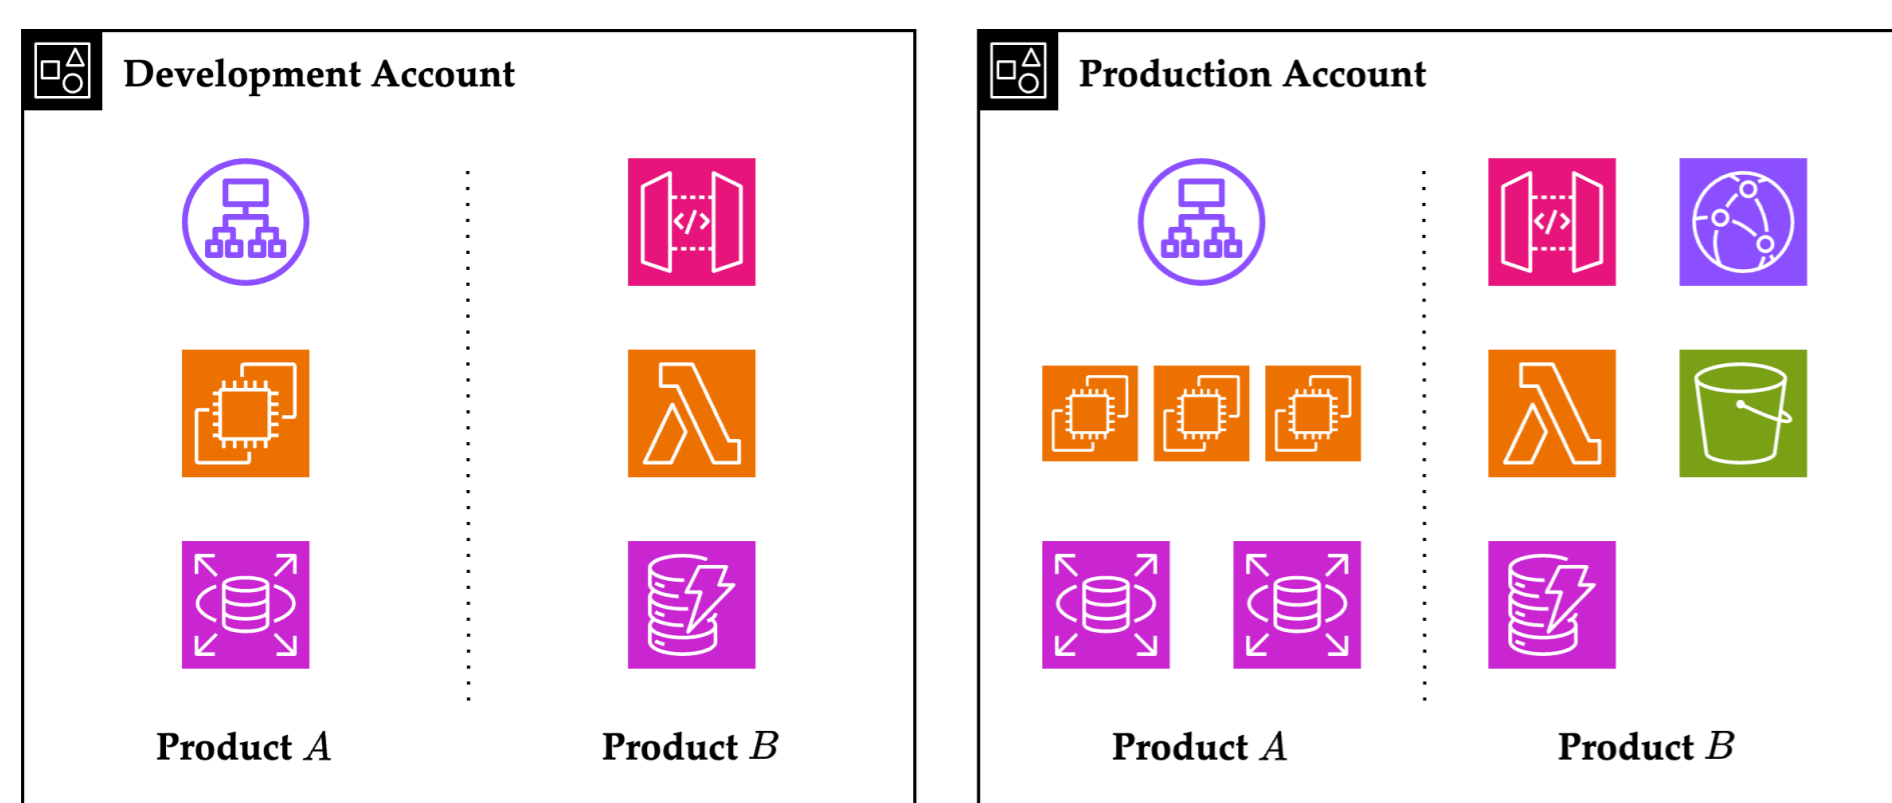 Development Account
</>
Product A
Product B
Production Account
</>
Product A
Product B